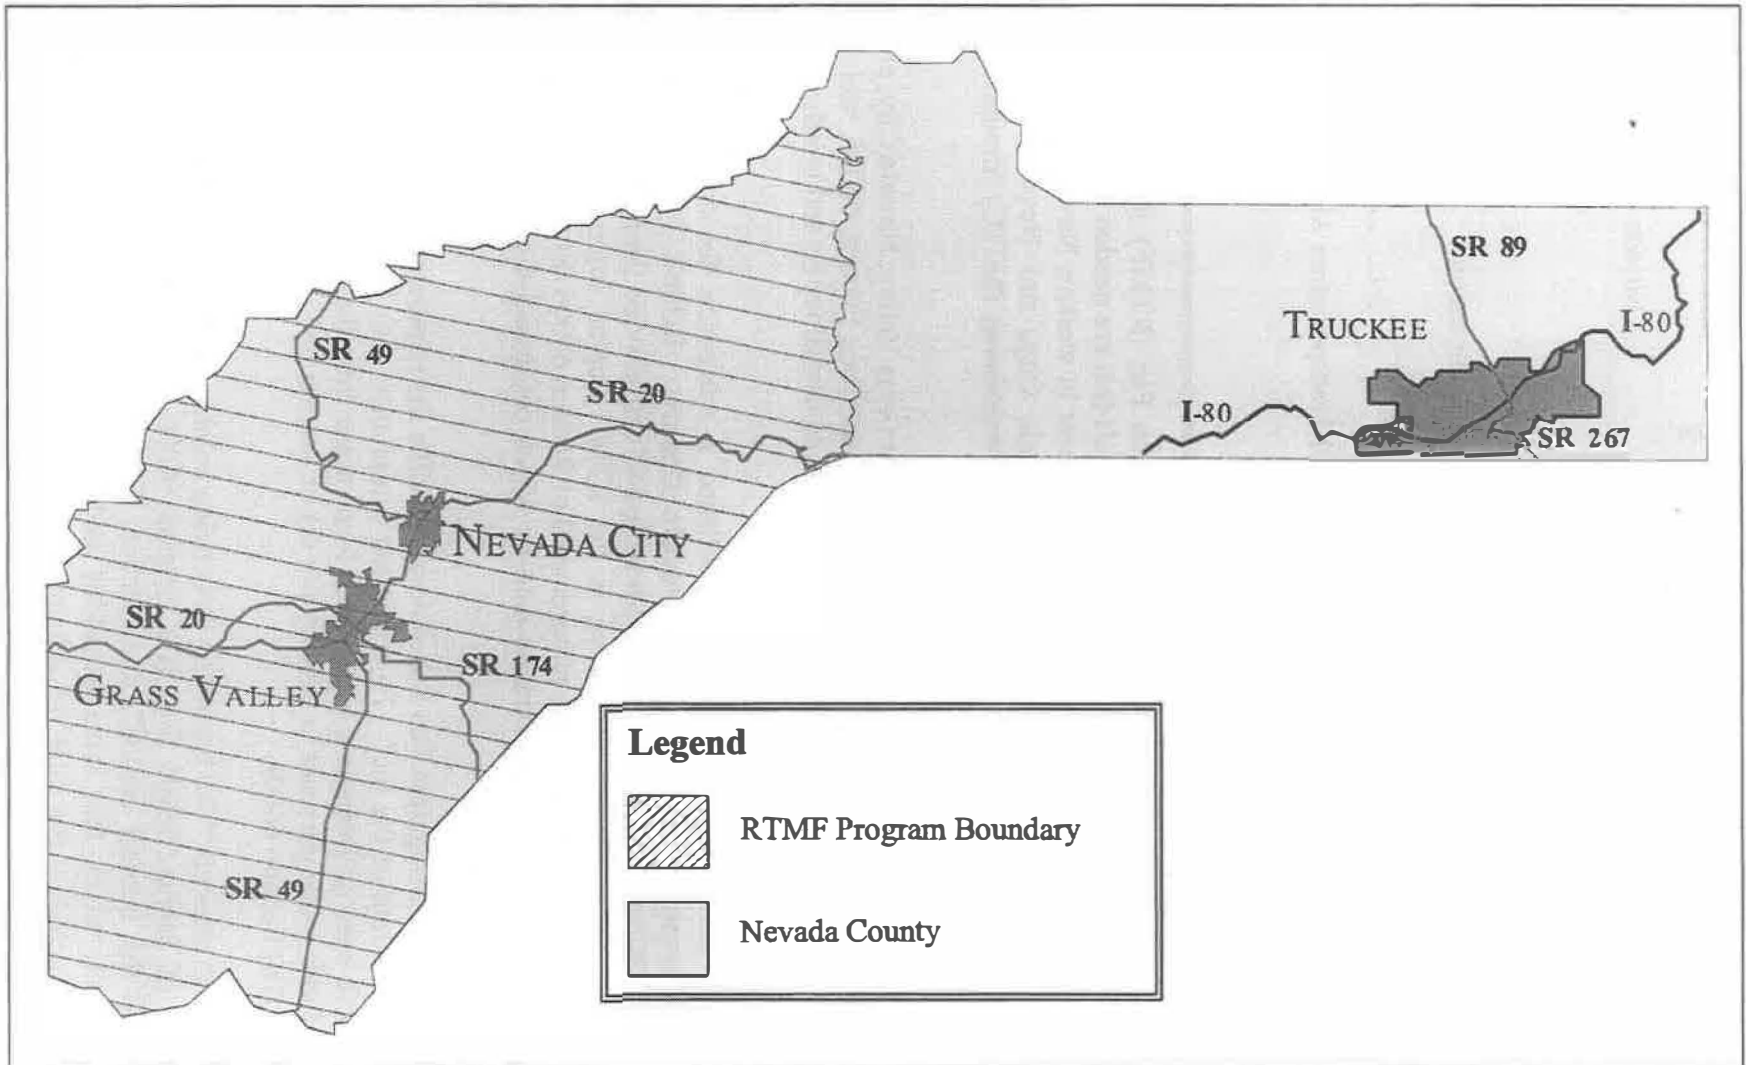 SR 89
TRUCKEE
I-80
SR 49
SR 20
I-80
SR 267
NEVADA CITY
SR 20
SR 174
GRASS VALLEY
SR 49
Legend
RTMF Program Boundary
Nevada County